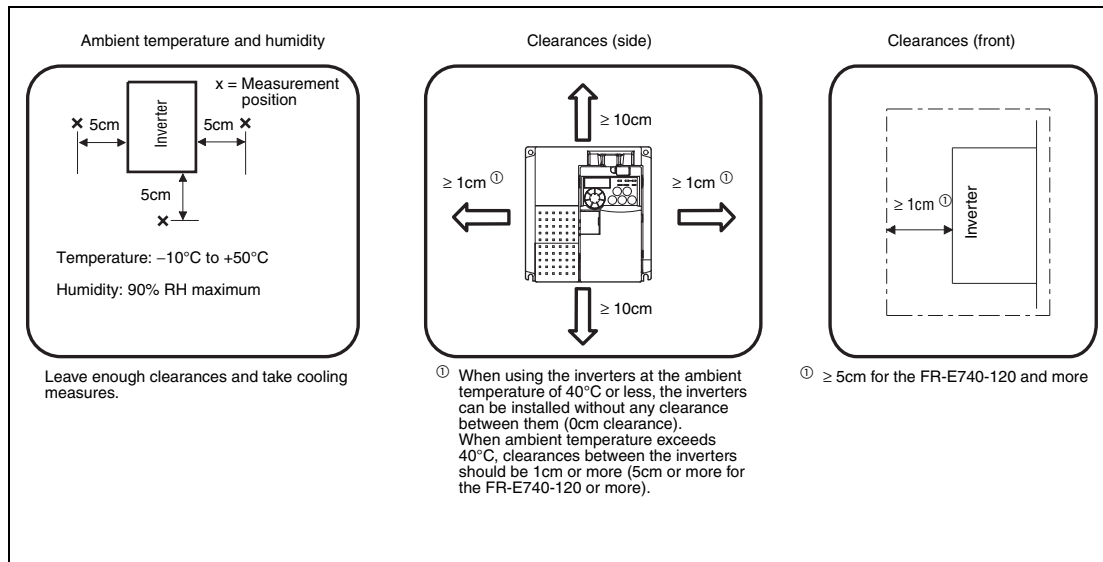 Ambient temperature and humidity
x = Measurement
position
5cm
Inverter
5cm
5cm
Temperature: –10°C to +50°C
Humidity: 90% RH maximum
Leave enough clearances and take cooling
measures.
Clearances (side)
≥ 10cm
≥ 1cm ①
≥ 1cm ①
≥ 10cm
① When using the inverters at the ambient
temperature of 40°C or less, the inverters
can be installed without any clearance
between them (0cm clearance).
When ambient temperature exceeds
40°C, clearances between the inverters
should be 1cm or more (5cm or more for
the FR-E740-120 or more).
Clearances (front)
≥ 1cm ①
Inverter
① ≥ 5cm for the FR-E740-120 and more